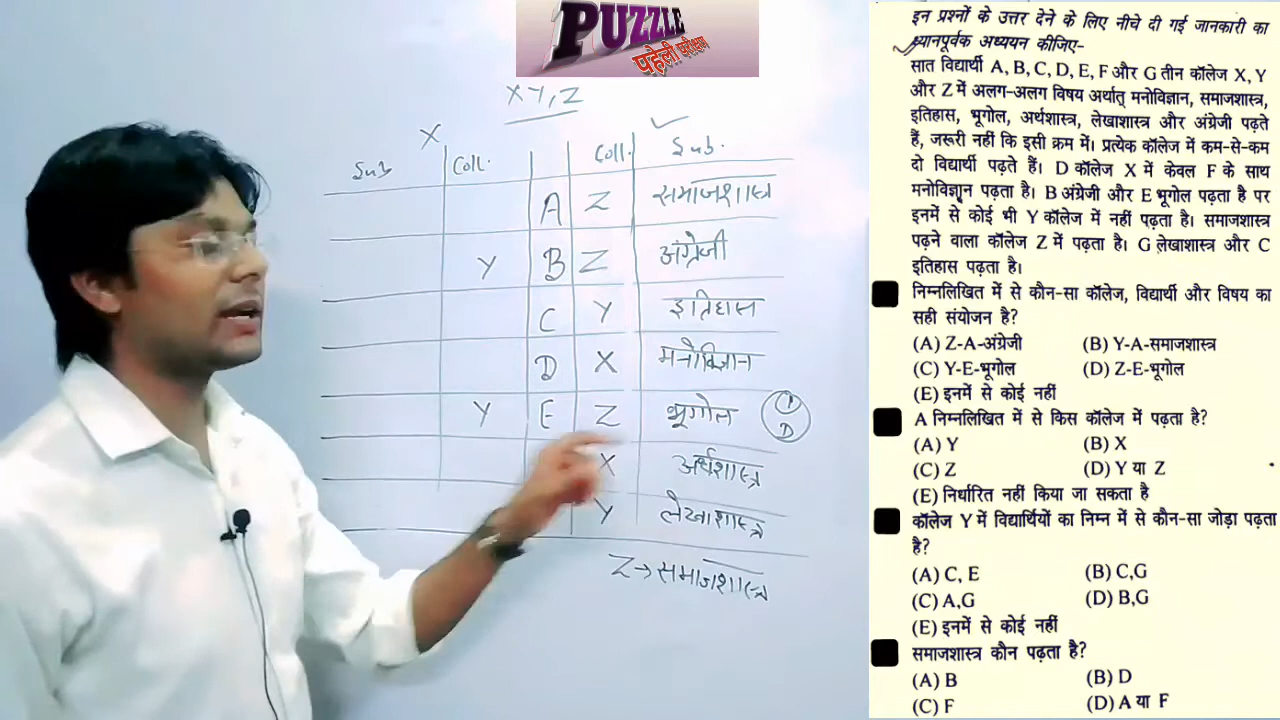 PUZZLE
पहेली परीक्षण
X Y, Z
X
Sub Coll. Coll. Sub.
A Z समाजशास्त्र
Y B Z अंग्रेजी
C Y इतिहास
D X मनोविज्ञान
Y E Z भूगोल
X अर्थशास्त्र
Y लेखाशास्त्र
Z→समाजशास्त्र
इन प्रश्नों के उत्तर देने के लिए नीचे दी गई जानकारी का
ध्यानपूर्वक अध्ययन कीजिए-
सात विद्यार्थी A, B, C, D, E, F और G तीन कॉलेज X, Y
और Z में अलग-अलग विषय अर्थात् मनोविज्ञान, समाजशास्त्र,
इतिहास, भूगोल, अर्थशास्त्र, लेखाशास्त्र और अंग्रेजी पढ़ते
हैं, जरूरी नहीं कि इसी क्रम में। प्रत्येक कॉलेज में कम-से-कम
दो विद्यार्थी पढ़ते हैं। D कॉलेज X में केवल F के साथ
मनोविज्ञान पढ़ता है। B अंग्रेजी और E भूगोल पढ़ता है पर
इनमें से कोई भी Y कॉलेज में नहीं पढ़ता है। समाजशास्त्र
पढ़ने वाला कॉलेज Z में पढ़ता है। G लेखाशास्त्र और C
इतिहास पढ़ता है।
निम्नलिखित में से कौन-सा कॉलेज, विद्यार्थी और विषय का
सही संयोजन है?
(A) Z-A-अंग्रेजी (B) Y-A-समाजशास्त्र
(C) Y-E-भूगोल (D) Z-E-भूगोल
(E) इनमें से कोई नहीं
A निम्नलिखित में से किस कॉलेज में पढ़ता है?
(A) Y (B) X
(C) Z (D) Y या Z
(E) निर्धारित नहीं किया जा सकता है
कॉलेज Y में विद्यार्थियों का निम्न में से कौन-सा जोड़ा पढ़ता
है?
(A) C, E (B) C,G
(C) A,G (D) B,G
(E) इनमें से कोई नहीं
समाजशास्त्र कौन पढ़ता है?
(A) B (B) D
(C) F (D) A या F